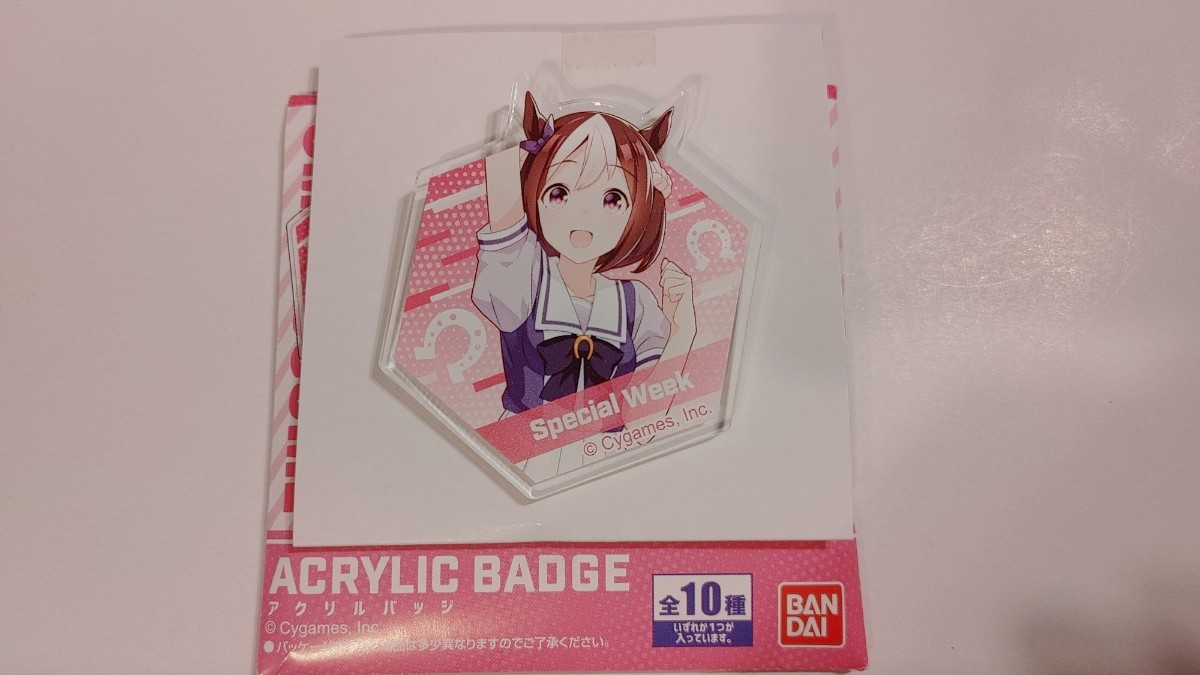 Special Week
© Cygames, Inc.
ACRYLIC BADGE
アクリルバッジ
© Cygames, Inc.
全10種
いずれか1つが
入っています。
BAN
DAI
は多少異なりますのでご了承ください。